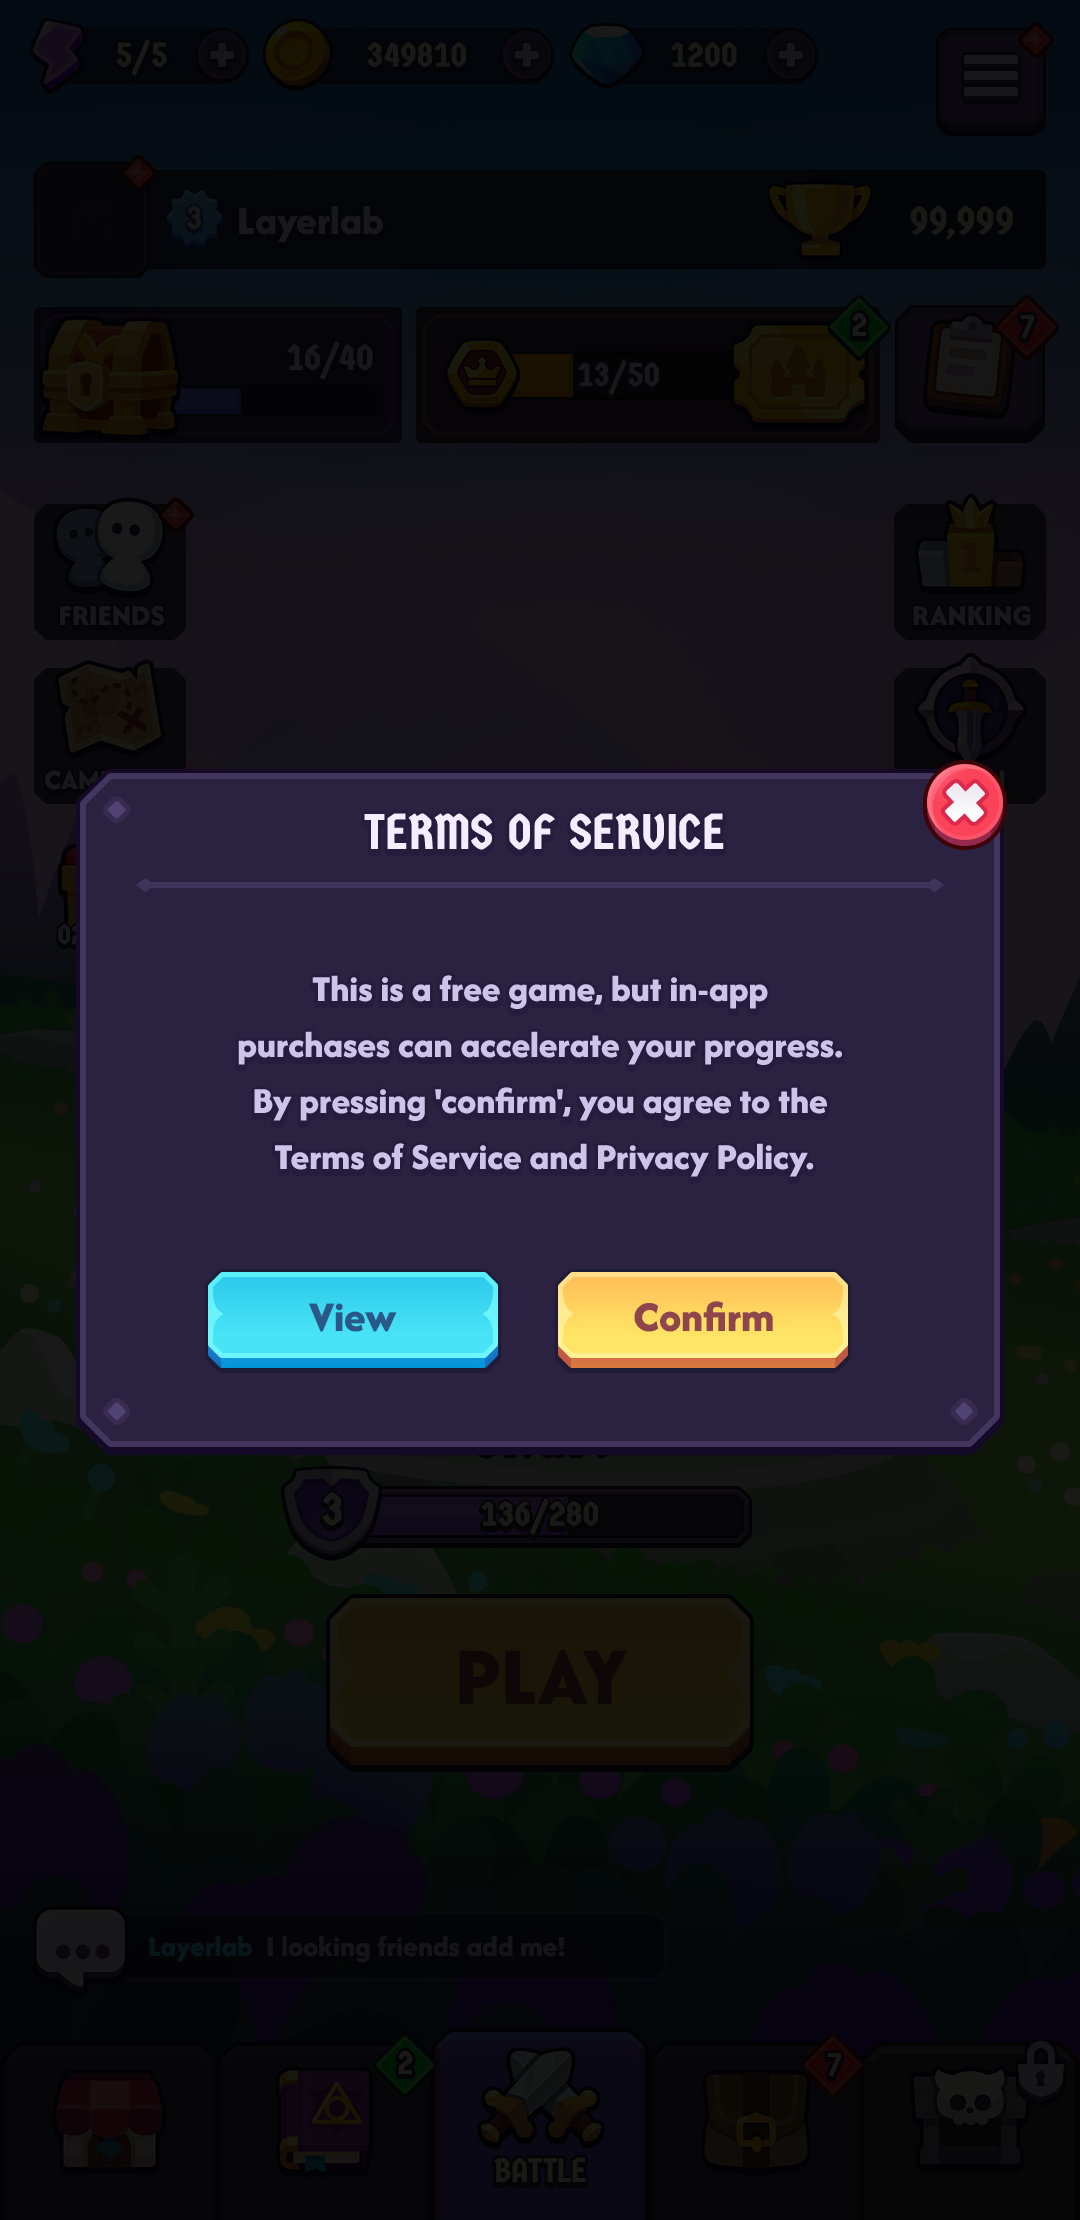 5/5
349810
1200
3
Layerlab
99,999
16/40
13/50
2
7
FRIENDS
1
RANKING
TERMS OF SERVICE
This is a free game, but in-app
purchases can accelerate your progress.
By pressing 'confirm', you agree to the
Terms of Service and Privacy Policy.
View
Confirm
3
136/280
PLAY
Layerlab I looking friends add me!
2
7
BATTLE